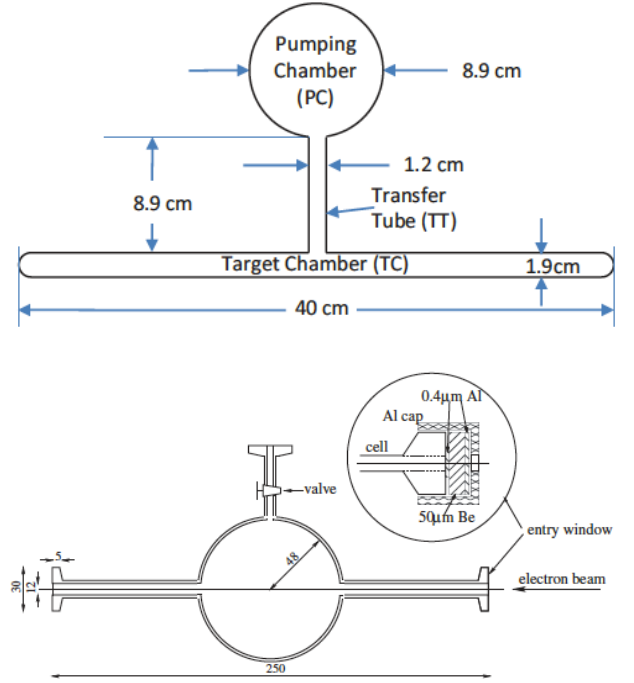 Pumping
Chamber
(PC)
8.9 cm
1.2 cm
8.9 cm
Transfer
Tube (TT)
Target Chamber (TC)
1.9cm
40 cm
0.4μm Al
Al cap
cell
valve
50μm Be
entry window
48
5
30
12
electron beam
250